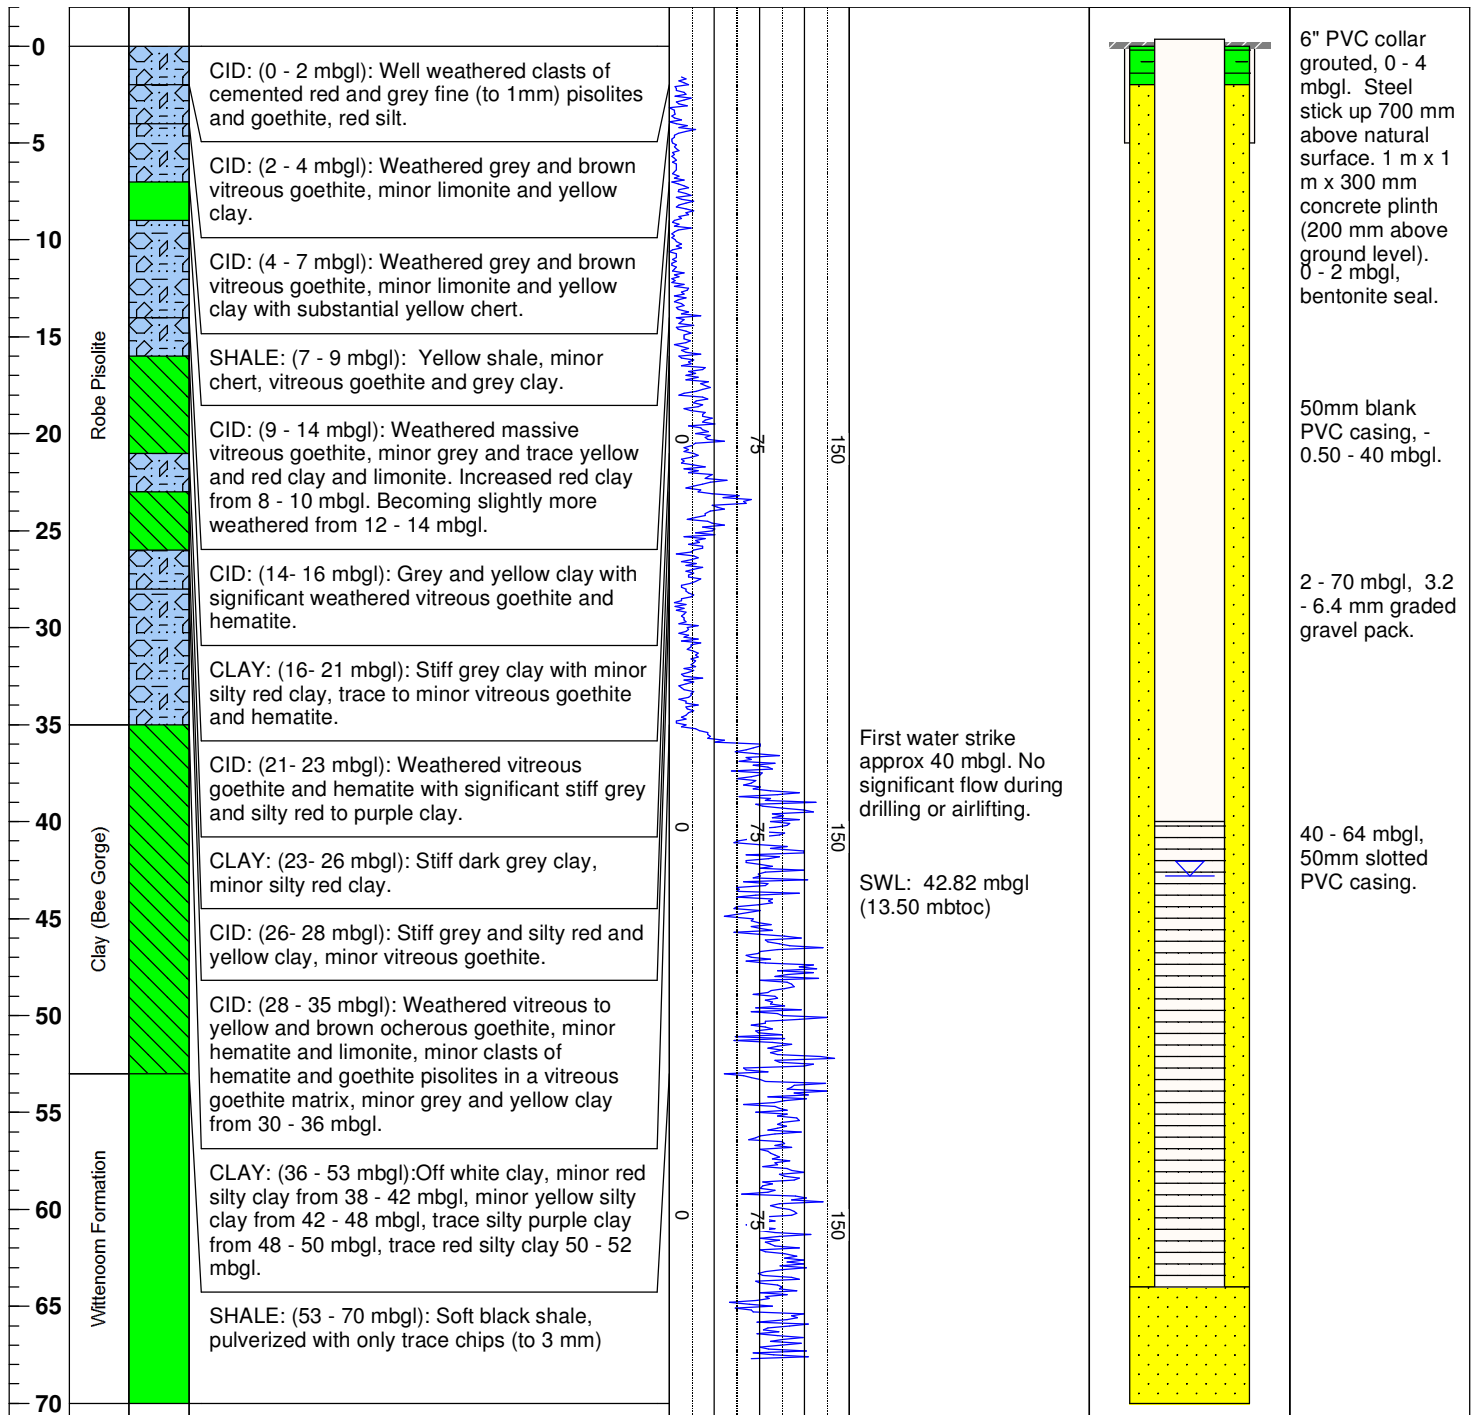 0
5
10
15
20
25
30
35
40
45
50
55
60
65
70
Robe Pisolite
Clay (Bee Gorge)
Wittenoom Formation
CID: (0 - 2 mbgl): Well weathered clasts of
cemented red and grey fine (to 1mm) pisolites
and goethite, red silt.
CID: (2 - 4 mbgl): Weathered grey and brown
vitreous goethite, minor limonite and yellow
clay.
CID: (4 - 7 mbgl): Weathered grey and brown
vitreous goethite, minor limonite and yellow
clay with substantial yellow chert.
SHALE: (7 - 9 mbgl): Yellow shale, minor
chert, vitreous goethite and grey clay.
CID: (9 - 14 mbgl): Weathered massive
vitreous goethite, minor grey and trace yellow
and red clay and limonite. Increased red clay
from 8 - 10 mbgl. Becoming slightly more
weathered from 12 - 14 mbgl.
CID: (14- 16 mbgl): Grey and yellow clay with
significant weathered vitreous goethite and
hematite.
CLAY: (16- 21 mbgl): Stiff grey clay with minor
silty red clay, trace to minor vitreous goethite
and hematite.
CID: (21- 23 mbgl): Weathered vitreous
goethite and hematite with significant stiff grey
and silty red to purple clay.
CLAY: (23- 26 mbgl): Stiff dark grey clay,
minor silty red clay.
CID: (26- 28 mbgl): Stiff grey and silty red and
yellow clay, minor vitreous goethite.
CID: (28 - 35 mbgl): Weathered vitreous to
yellow and brown ocherous goethite, minor
hematite and limonite, minor clasts of
hematite and goethite pisolites in a vitreous
goethite matrix, minor grey and yellow clay
from 30 - 36 mbgl.
CLAY: (36 - 53 mbgl):Off white clay, minor red
silty clay from 38 - 42 mbgl, minor yellow silty
clay from 42 - 48 mbgl, trace silty purple clay
from 48 - 50 mbgl, trace red silty clay 50 - 52
mbgl.
SHALE: (53 - 70 mbgl): Soft black shale,
pulverized with only trace chips (to 3 mm)
0 75 150
0 75 150
0 75 150
First water strike
approx 40 mbgl. No
significant flow during
drilling or airlifting.
SWL: 42.82 mbgl
(13.50 mbtoc)
6" PVC collar
grouted, 0 - 4
mbgl. Steel
stick up 700 mm
above natural
surface. 1 m x 1
m x 300 mm
concrete plinth
(200 mm above
ground level).
0 - 2 mbgl,
bentonite seal.
50mm blank
PVC casing, -
0.50 - 40 mbgl.
2 - 70 mbgl, 3.2
- 6.4 mm graded
gravel pack.
40 - 64 mbgl,
50mm slotted
PVC casing.